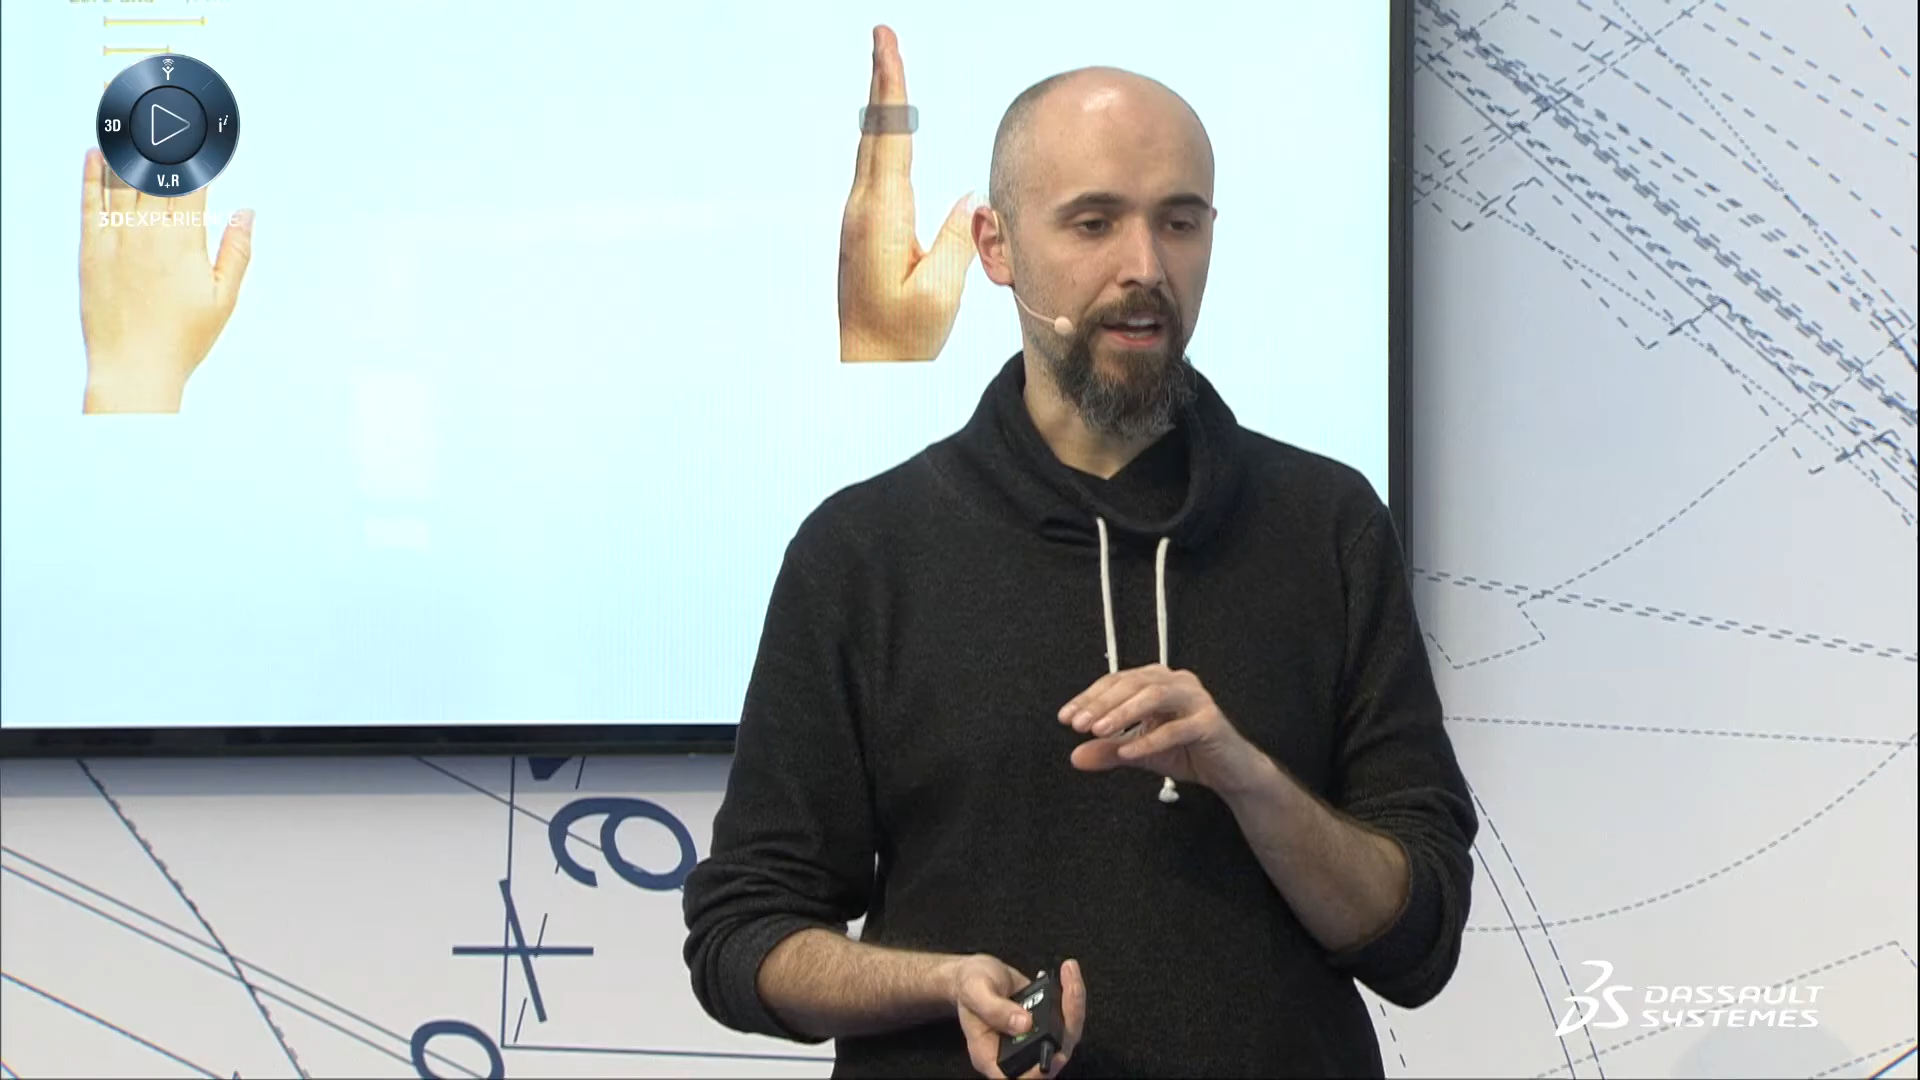 3D
i
V+R
3DEXPERIENCE
DASSAULT
SYSTEMES